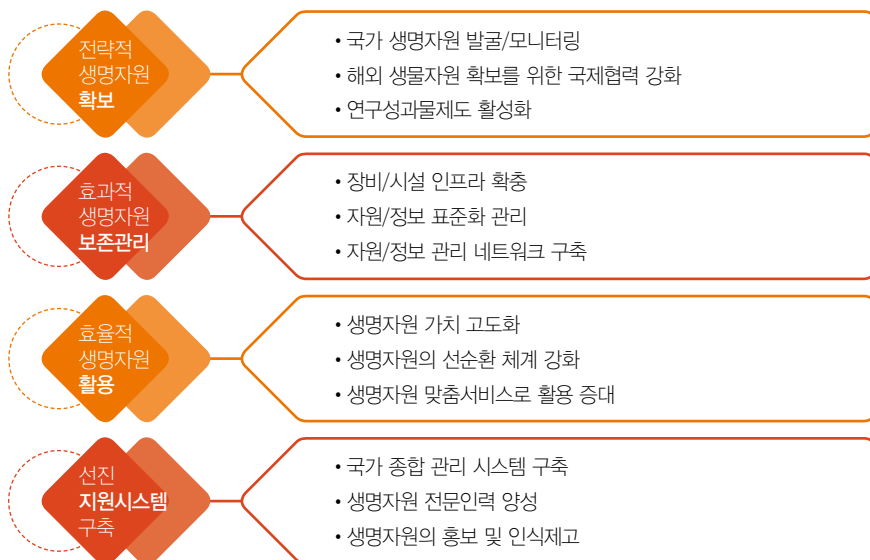 전략적
생명자원
확보
• 국가 생명자원 발굴/모니터링
• 해외 생물자원 확보를 위한 국제협력 강화
• 연구성과물제도 활성화
효과적
생명자원
보존관리
• 장비/시설 인프라 확충
• 자원/정보 표준화 관리
• 자원/정보 관리 네트워크 구축
효율적
생명자원
활용
• 생명자원 가치 고도화
• 생명자원의 선순환 체계 강화
• 생명자원 맞춤서비스로 활용 증대
선진
지원시스템
구축
• 국가 종합 관리 시스템 구축
• 생명자원 전문인력 양성
• 생명자원의 홍보 및 인식제고